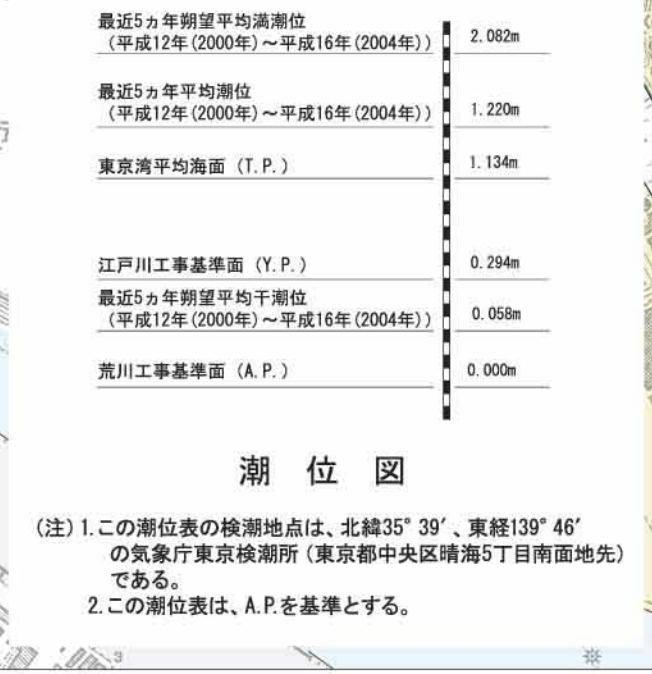 最近5ヵ年朔望平均満潮位
(平成12年(2000年)～平成16年(2004年)) 2.082m
最近5ヵ年平均潮位
(平成12年(2000年)～平成16年(2004年)) 1.220m
東京湾平均海面 (T.P.) 1.134m
江戸川工事基準面 (Y.P.) 0.294m
最近5ヵ年朔望平均干潮位
(平成12年(2000年)～平成16年(2004年)) 0.058m
荒川工事基準面 (A.P.) 0.000m
潮 位 図
(注) 1.この潮位表の検潮地点は、北緯35°39′、東経139°46′
の気象庁東京検潮所 (東京都中央区晴海5丁目南面地先)
である。
2.この潮位表は、A.P.を基準とする。
3